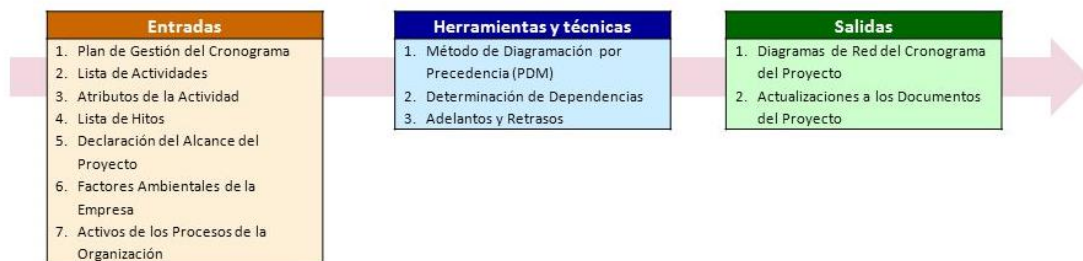 Entradas
1. Plan de Gestión del Cronograma
2. Lista de Actividades
3. Atributos de la Actividad
4. Lista de Hitos
5. Declaración del Alcance del
Proyecto
6. Factores Ambientales de la
Empresa
7. Activos de los Procesos de la
Organización
Herramientas y técnicas
1. Método de Diagramación por
Precedencia (PDM)
2. Determinación de Dependencias
3. Adelantos y Retrasos
Salidas
1. Diagramas de Red del Cronograma
del Proyecto
2. Actualizaciones a los Documentos
del Proyecto